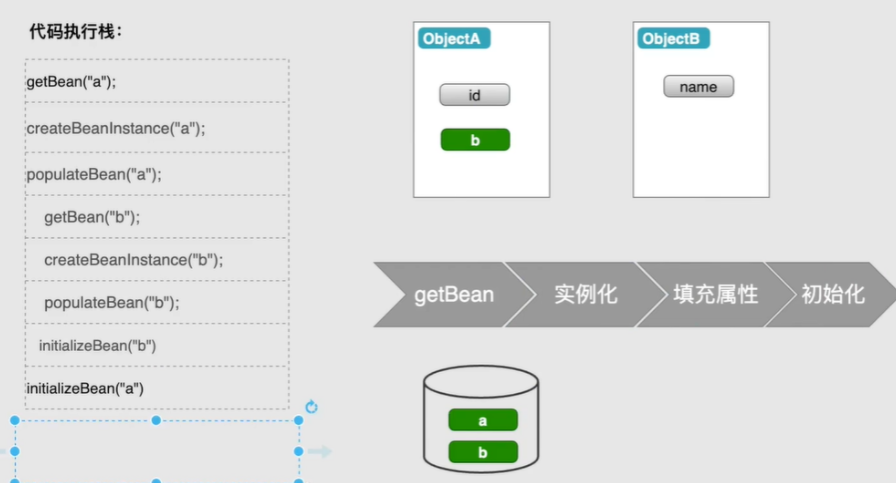 代码执行栈：
getBean("a");
createBeanInstance("a");
populateBean("a");
getBean("b");
createBeanInstance("b");
populateBean("b");
initializeBean("b")
initializeBean("a")
ObjectA
id
b
ObjectB
name
getBean
实例化
填充属性
初始化
a
b